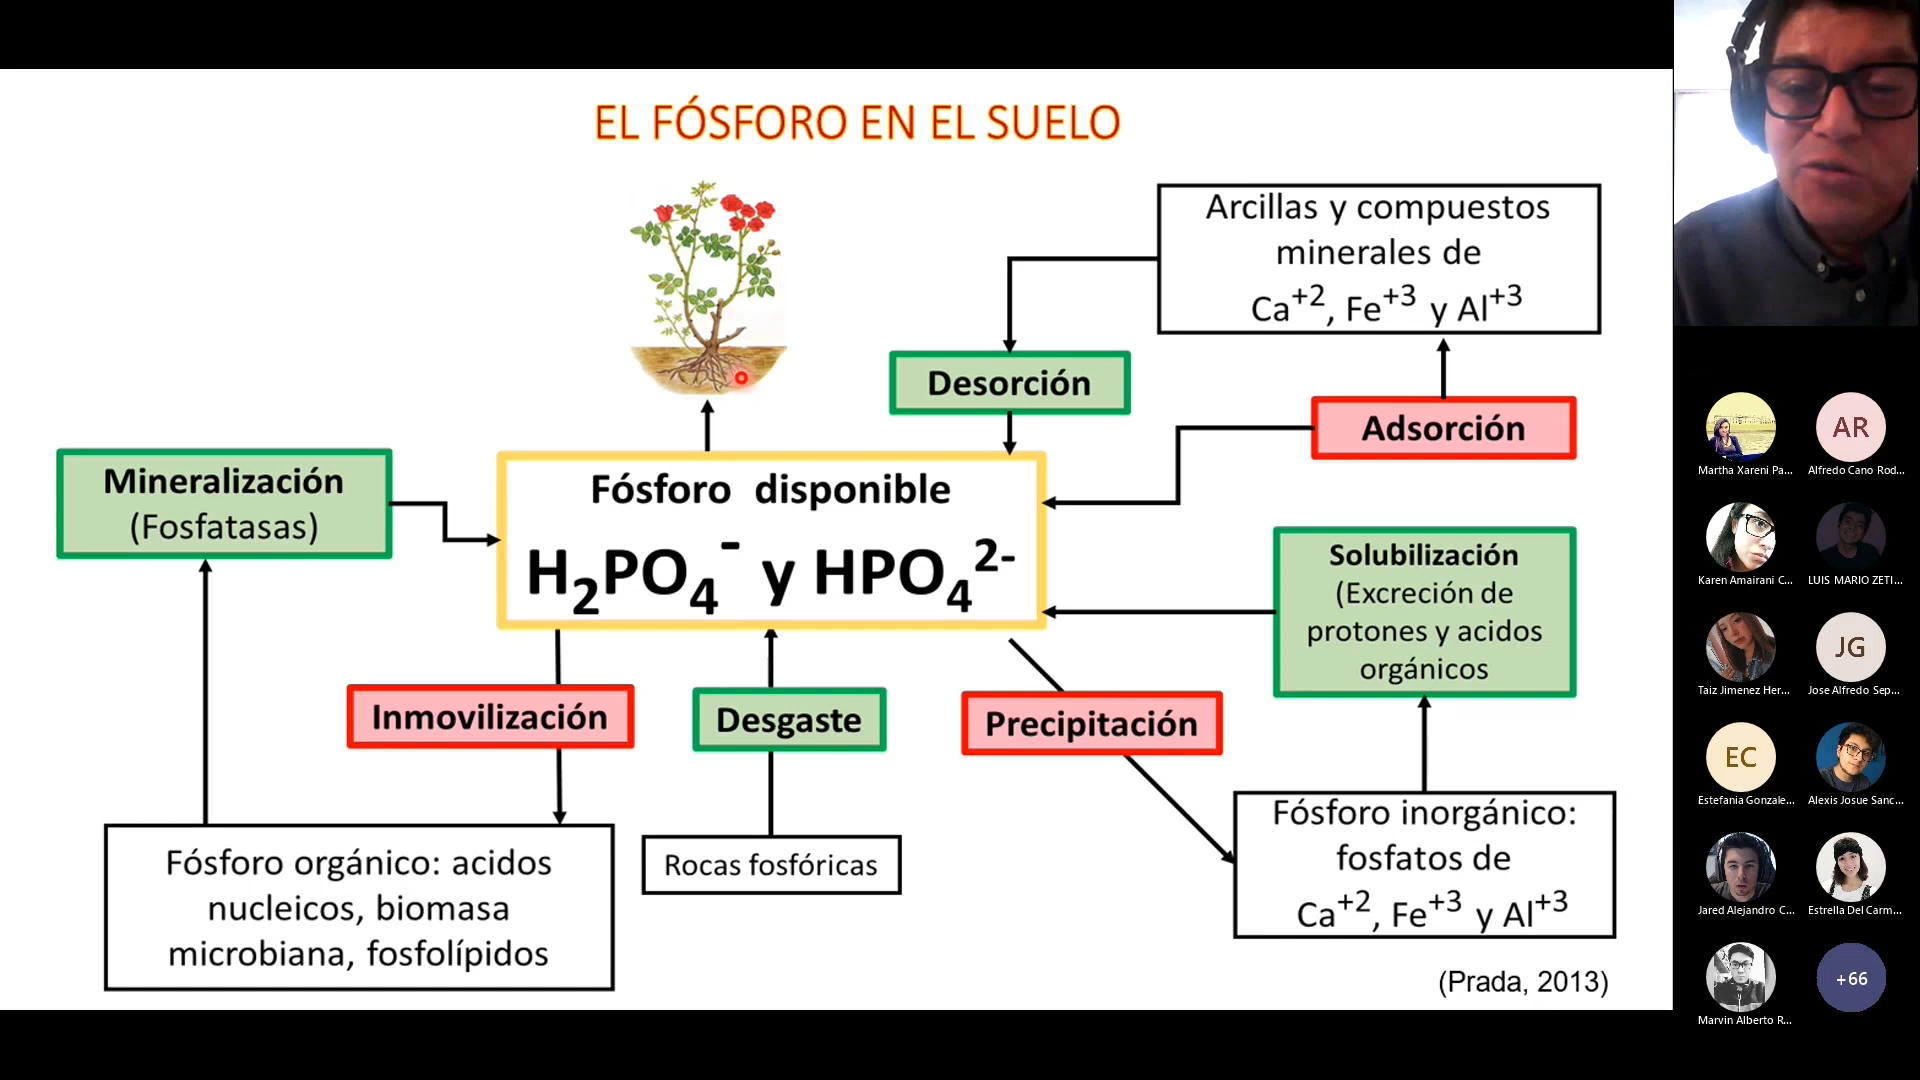 EL FÓSFORO EN EL SUELO
Arcillas y compuestos
minerales de
Ca+2, Fe+3 y Al+3
Desorción
Adsorción
Mineralización
(Fosfatasas)
Fósforo disponible
H2PO4- y HPO42-
Solubilización
(Excreción de
protones y acidos
orgánicos
Inmovilización
Desgaste
Precipitación
Fósforo orgánico: acidos
nucleicos, biomasa
microbiana, fosfolípidos
Rocas fosfóricas
Fósforo inorgánico:
fosfatos de
Ca+2, Fe+3 y Al+3
(Prada, 2013)
AR
Martha Xareni Pa...
Alfredo Cano Rod...
Karen Amairani C...
LUIS MARIO ZETI...
JG
Taiz Jimenez Her...
Jose Alfredo Sep...
EC
Estefania Gonzale...
Alexis Josue Sanc...
Jared Alejandro C...
Estrella Del Carm...
+66
Marvin Alberto R...